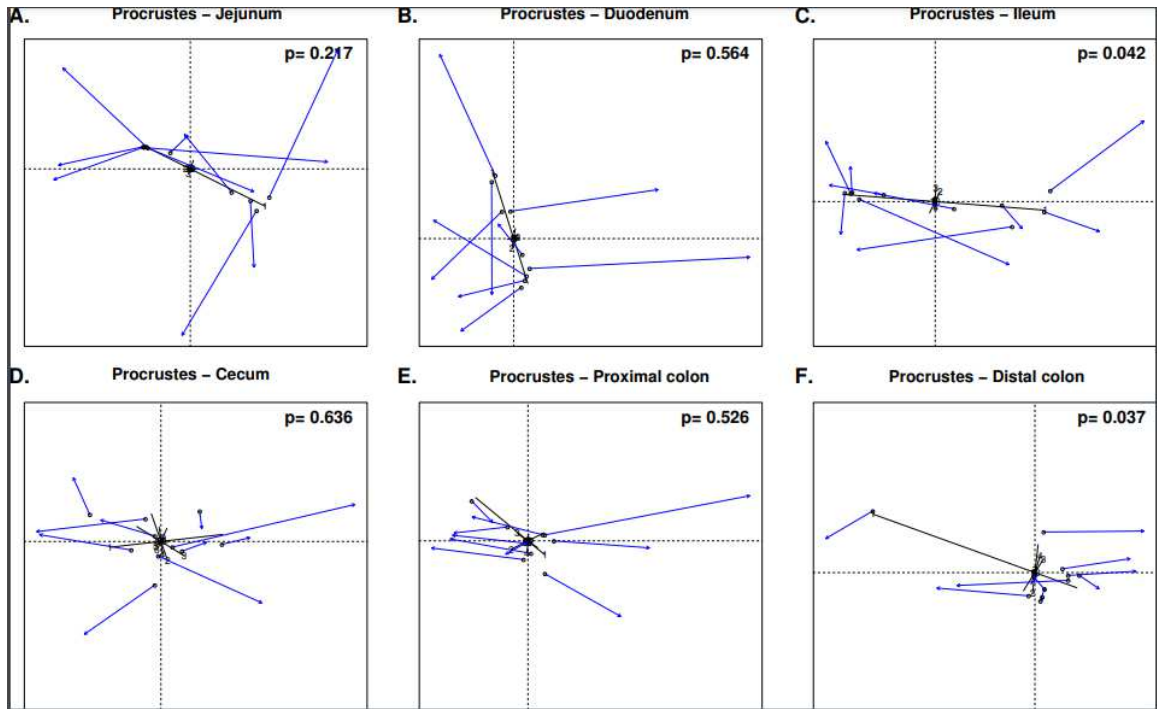 A. Procrustes – Jejunum
p= 0.217
B. Procrustes – Duodenum
p= 0.564
C. Procrustes – Ileum
p= 0.042
D. Procrustes – Cecum
p= 0.636
E. Procrustes – Proximal colon
p= 0.526
F. Procrustes – Distal colon
p= 0.037